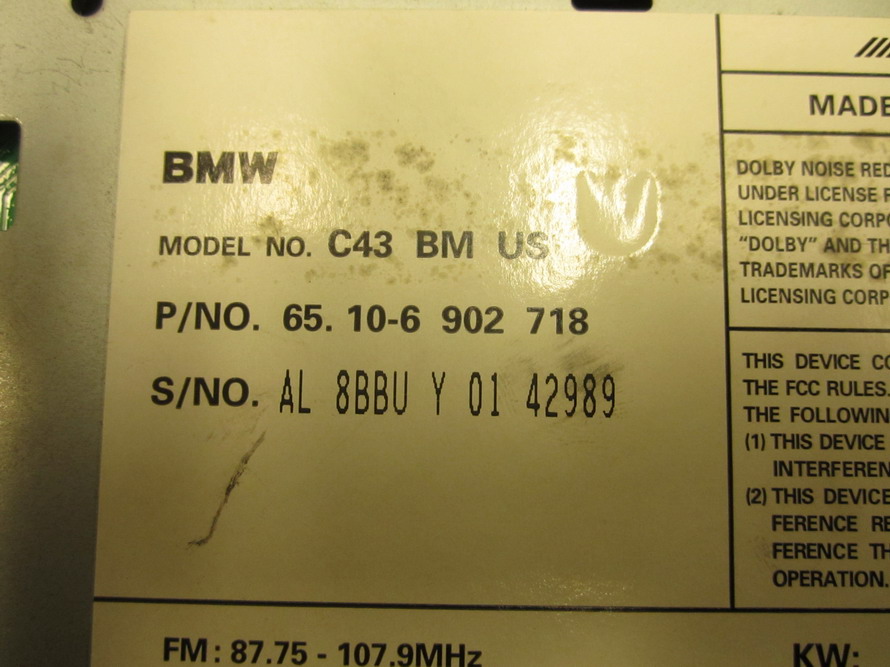 BMW
MODEL NO. C43 BM US
P/NO. 65. 10-6 902 718
S/NO. AL 8BBU Y 01 42989
FM : 87.75 - 107.9MHz
MADE
DOLBY NOISE RED
UNDER LICENSE F
LICENSING CORPO
"DOLBY" AND TH
TRADEMARKS OF
LICENSING CORP
THIS DEVICE CO
THE FCC RULES.
THE FOLLOWIN
(1) THIS DEVICE
INTERFEREN
(2) THIS DEVICE
FERENCE RE
FERENCE TH
OPERATION.
KW: